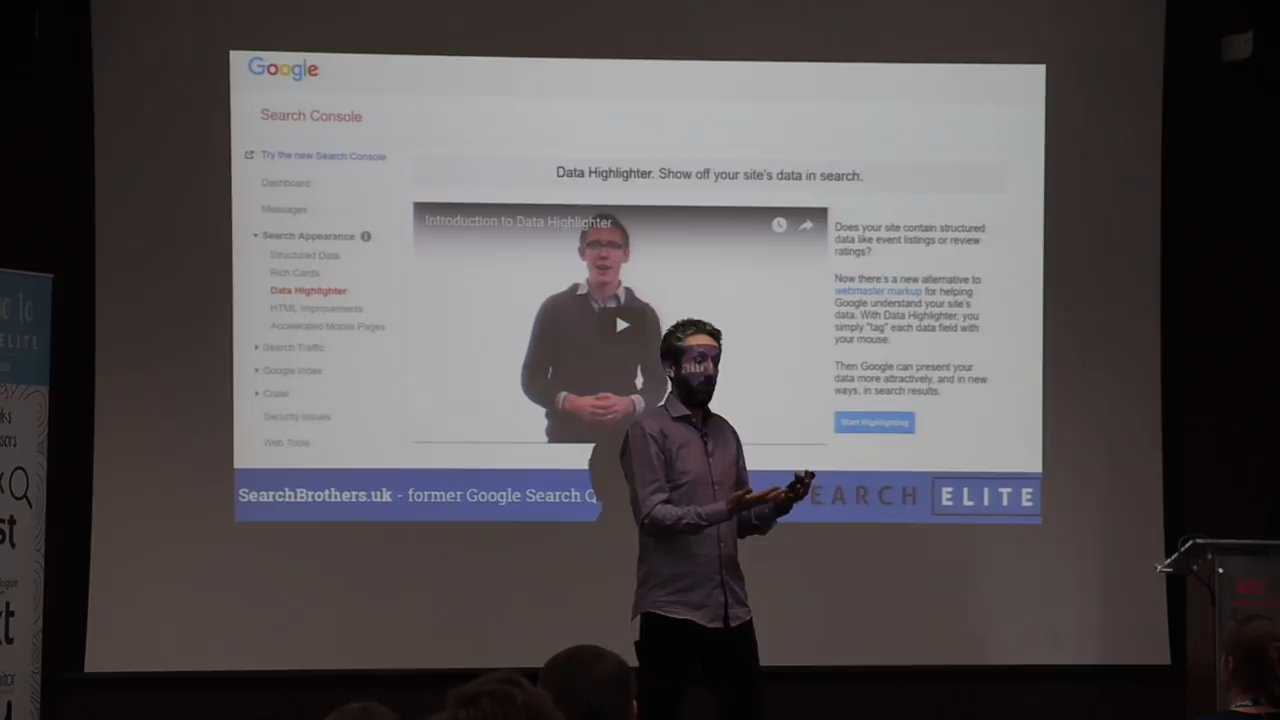 Google
Search Console
Try the new Search Console
Dashboard
Messages
Search Appearance
Structured Data
Rich Cards
Data Highlighter
HTML Improvements
Accelerated Mobile Pages
Search Traffic
Google Index
Crawl
Security Issues
Web Tools
Data Highlighter. Show off your site's data in search.
Introduction to Data Highlighter
Does your site contain structured
data like event listings or review
ratings?
Now there's a new alternative to
webmaster markup for helping
Google understand your site's
data. With Data Highlighter, you
simply "tag" each data field with
your mouse.
Then Google can present your
data more attractively, and in new
ways, in search results.
Start Highlighting
SearchBrothers.uk - former Google Search Q
EARCH ELITE
to
ELITE